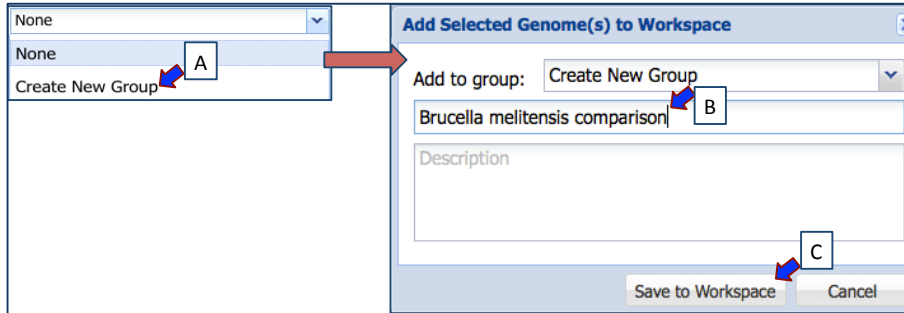 None
None
A
Create New Group
Add Selected Genome(s) to Workspace
Add to group: Create New Group
Brucella melitensis comparison
B
Description
C
Save to Workspace Cancel